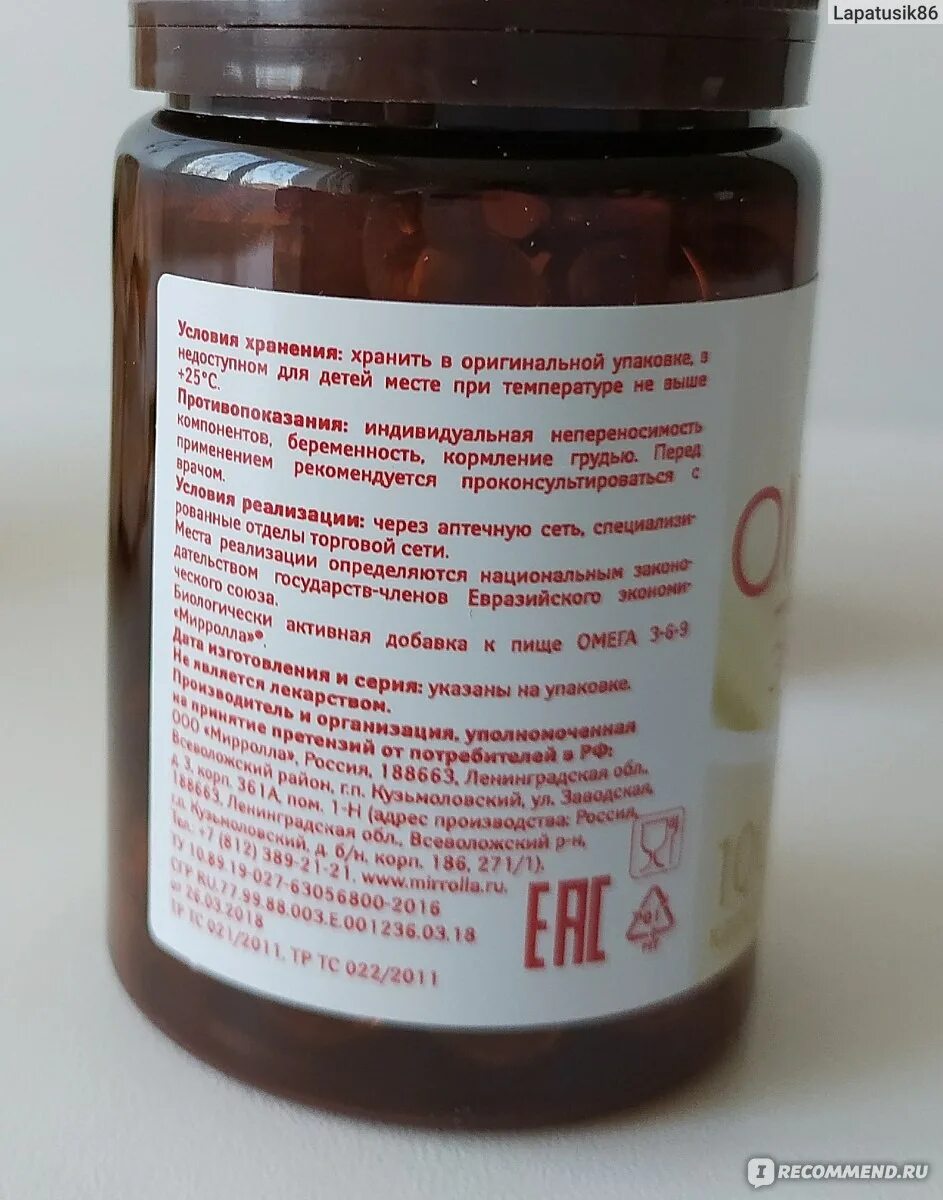 Lapatusik86
Условия хранения: хранить в оригинальной упаковке, в
недоступном для детей месте при температуре не выше
+25°С.
Противопоказания: индивидуальная непереносимость
компонентов, беременность, кормление грудью. Перед
применением рекомендуется проконсультироваться с
врачом.
Условия реализации: через аптечную сеть, специализи-
рованные отделы торговой сети.
Места реализации определяются национальным законо-
дательством государств-членов Евразийского экономи-
ческого союза.
Биологически активная добавка к пище ОМЕГА 3-6-9
«Мирролла»®.
Дата изготовления и серия: указаны на упаковке.
Не является лекарством.
Производитель и организация, уполномоченная
на принятие претензий от потребителей в РФ:
ООО «Мирролла», Россия, 188663, Ленинградская обл.,
Всеволожский район, г.п. Кузьмоловский, ул. Заводская,
д 3, корп. 361А, пом. 1-Н (адрес производства: Россия,
188663, Ленинградская обл., Всеволожский р-н,
г.п. Кузьмоловский, д. б/н, корп. 186, 271/1).
Тел. +7 (812) 389-21-21, www.mirrolla.ru.
ТУ 10.89.19-027-63056800-2016
СГР RU.77.99.88.003.Е.001236.03.18
от 26.03.2018
ТР ТС 021/2011, ТР ТС 022/2011
EAC
IRECOMMEND.RU